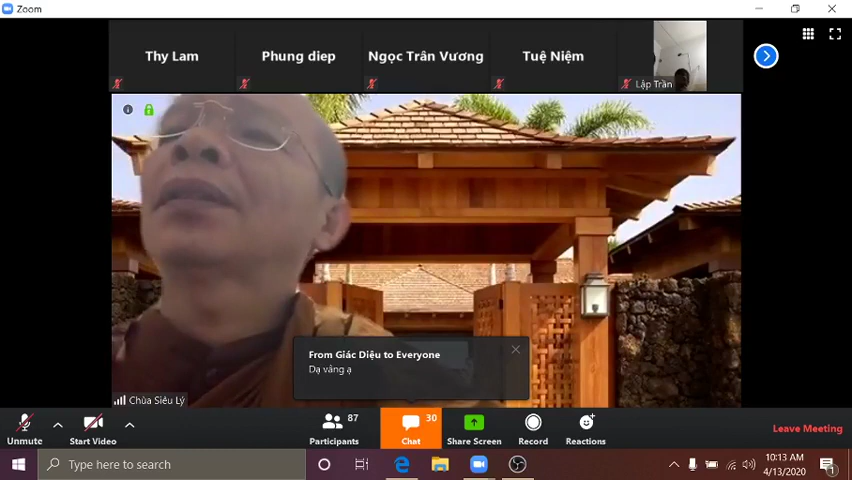 Zoom
Thy Lam
Phung diep
Ngọc Trân Vương
Tuệ Niệm
Lập Trần
From Giác Diệu to Everyone
Dạ vâng ạ
Chùa Siêu Lý
87
30
Unmute
Start Video
Participants
Chat
Share Screen
Record
Reactions
Leave Meeting
Type here to search
10:13 AM
4/13/2020
1